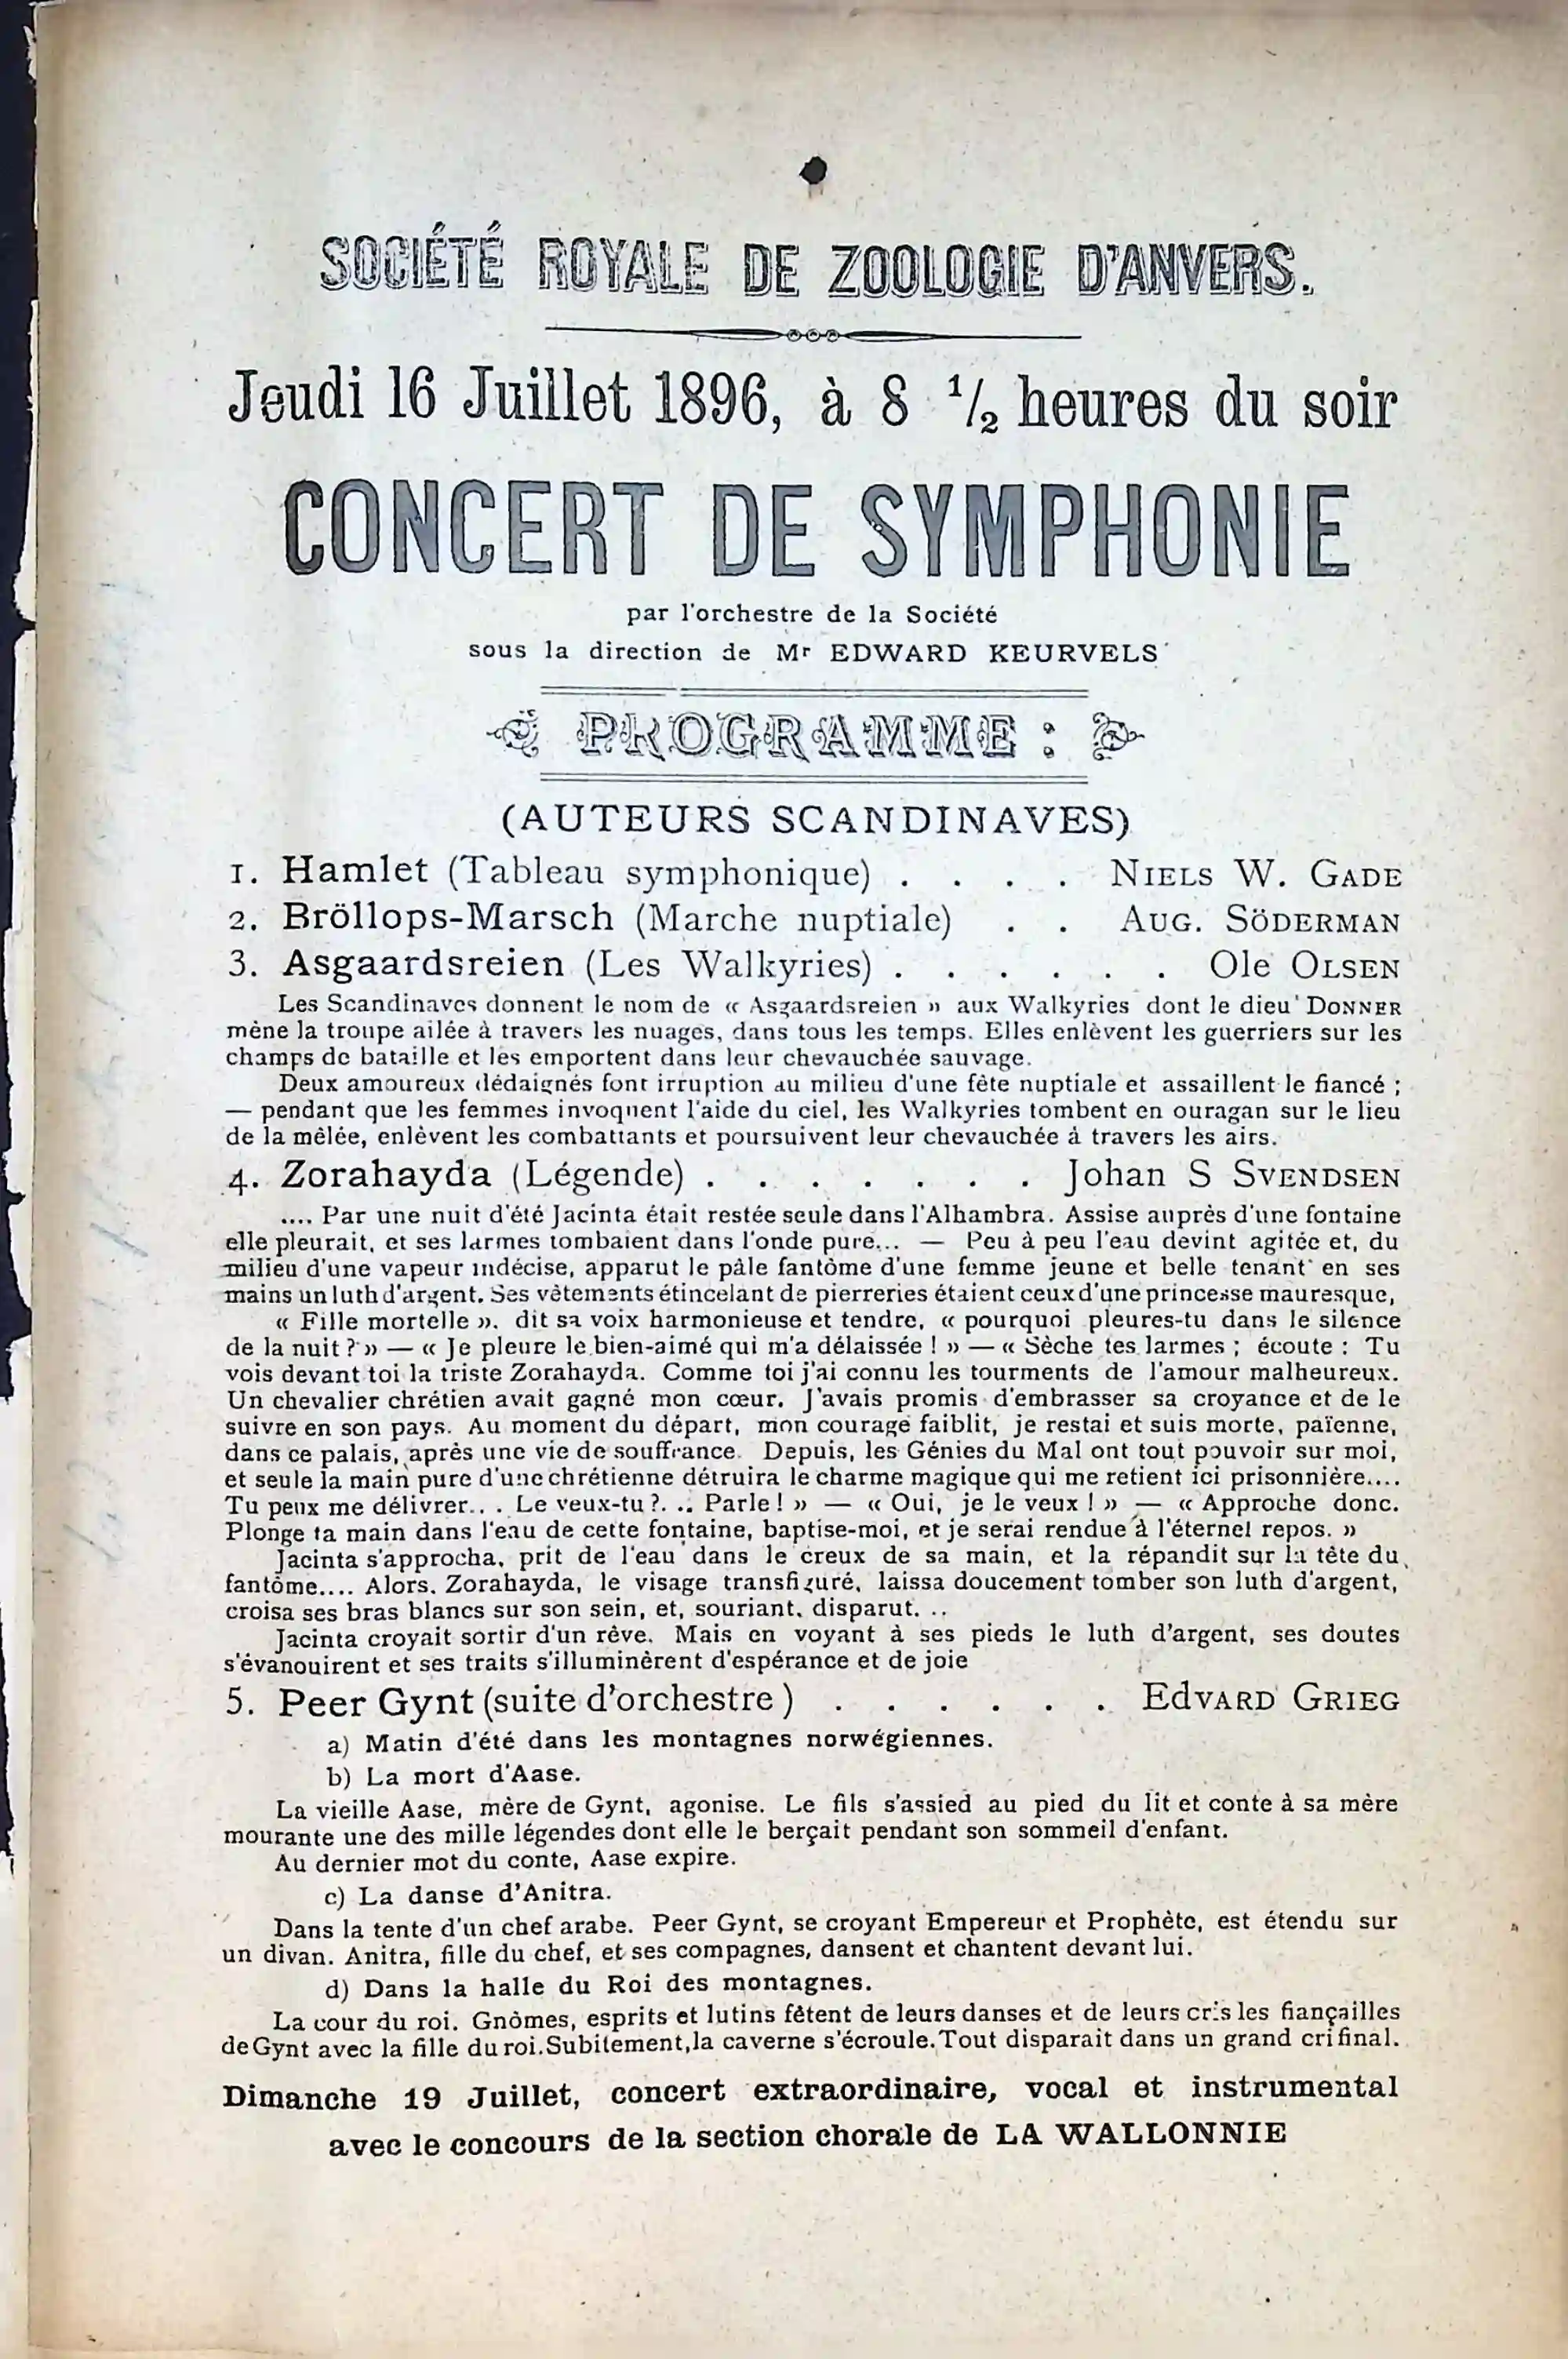 SOCIÉTÉ ROYALE DE ZOOLOGIE D'ANVERS.
Jeudi 16 Juillet 1896, à 8 1/2 heures du soir
CONCERT DE SYMPHONIE
par l'orchestre de la Société
sous la direction de Mr EDWARD KEURVELS
PROGRAMME :
(AUTEURS SCANDINAVES)
1. Hamlet (Tableau symphonique) . . . . NIELS W. GADE
2. Bröllops-Marsch (Marche nuptiale) . . AUG. SÖDERMAN
3. Asgaardsreien (Les Walkyries) . . . . . . Ole OLSEN
Les Scandinaves donnent le nom de « Asgaardsreien » aux Walkyries dont le dieu DONNER
mène la troupe ailée à travers les nuages, dans tous les temps. Elles enlèvent les guerriers sur les
champs de bataille et les emportent dans leur chevauchée sauvage.
Deux amoureux dédaignés font irruption au milieu d'une fête nuptiale et assaillent le fiancé ;
— pendant que les femmes invoquent l'aide du ciel, les Walkyries tombent en ouragan sur le lieu
de la mêlée, enlèvent les combattants et poursuivent leur chevauchée à travers les airs.
4. Zorahayda (Légende) . . . . . . . Johan S SVENDSEN
.... Par une nuit d'été Jacinta était restée seule dans l'Alhambra. Assise auprès d'une fontaine
elle pleurait, et ses larmes tombaient dans l'onde pure... — Peu à peu l'eau devint agitée et, du
milieu d'une vapeur indécise, apparut le pâle fantôme d'une femme jeune et belle tenant en ses
mains un luth d'argent. Ses vêtements étincelant de pierreries étaient ceux d'une princesse mauresque,
« Fille mortelle ». dit sa voix harmonieuse et tendre, « pourquoi pleures-tu dans le silence
de la nuit ? » — « Je pleure le bien-aimé qui m'a délaissée ! » — « Sèche tes larmes ; écoute : Tu
vois devant toi la triste Zorahayda. Comme toi j'ai connu les tourments de l'amour malheureux.
Un chevalier chrétien avait gagné mon cœur. J'avais promis d'embrasser sa croyance et de le
suivre en son pays. Au moment du départ, mon courage faiblit, je restai et suis morte, païenne,
dans ce palais, après une vie de souffrance. Depuis, les Génies du Mal ont tout pouvoir sur moi,
et seule la main pure d'une chrétienne détruira le charme magique qui me retient ici prisonnière....
Tu peux me délivrer.. . Le veux-tu ?. .. Parle ! » — « Oui, je le veux ! » — « Approche donc.
Plonge ta main dans l'eau de cette fontaine, baptise-moi, et je serai rendue à l'éternel repos. »
Jacinta s'approcha, prit de l'eau dans le creux de sa main, et la répandit sur la tête du
fantôme.... Alors. Zorahayda, le visage transfiguré, laissa doucement tomber son luth d'argent,
croisa ses bras blancs sur son sein, et, souriant, disparut. ..
Jacinta croyait sortir d'un rêve. Mais en voyant à ses pieds le luth d'argent, ses doutes
s'évanouirent et ses traits s'illuminèrent d'espérance et de joie
5. Peer Gynt (suite d'orchestre) . . . . . . EdVARD GRIEG
a) Matin d'été dans les montagnes norwégiennes.
b) La mort d'Aase.
La vieille Aase, mère de Gynt, agonise. Le fils s'assied au pied du lit et conte à sa mère
mourante une des mille légendes dont elle le berçait pendant son sommeil d'enfant.
Au dernier mot du conte, Aase expire.
c) La danse d'Anitra.
Dans la tente d'un chef arabe. Peer Gynt, se croyant Empereur et Prophète, est étendu sur
un divan. Anitra, fille du chef, et ses compagnes, dansent et chantent devant lui.
d) Dans la halle du Roi des montagnes.
La cour du roi. Gnômes, esprits et lutins fêtent de leurs danses et de leurs cris les fiançailles
de Gynt avec la fille du roi. Subitement, la caverne s'écroule. Tout disparait dans un grand cri final.
Dimanche 19 Juillet, concert extraordinaire, vocal et instrumental
avec le concours de la section chorale de LA WALLONNIE